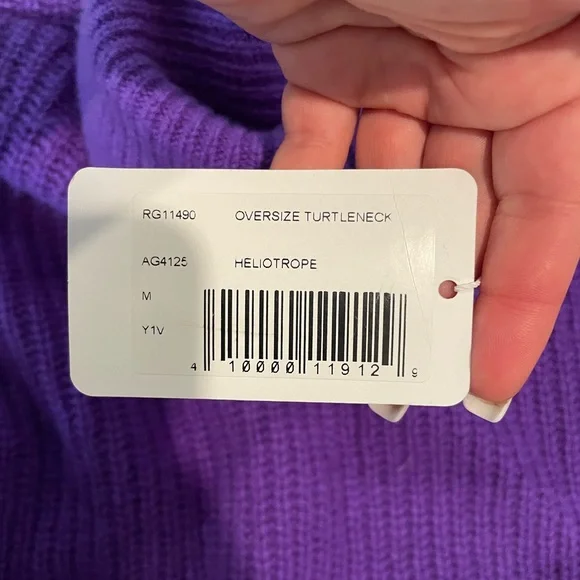 RG11490 OVERSIZE TURTLENECK
AG4125 HELIOTROPE
M
Y1V
4 10000 11912 9